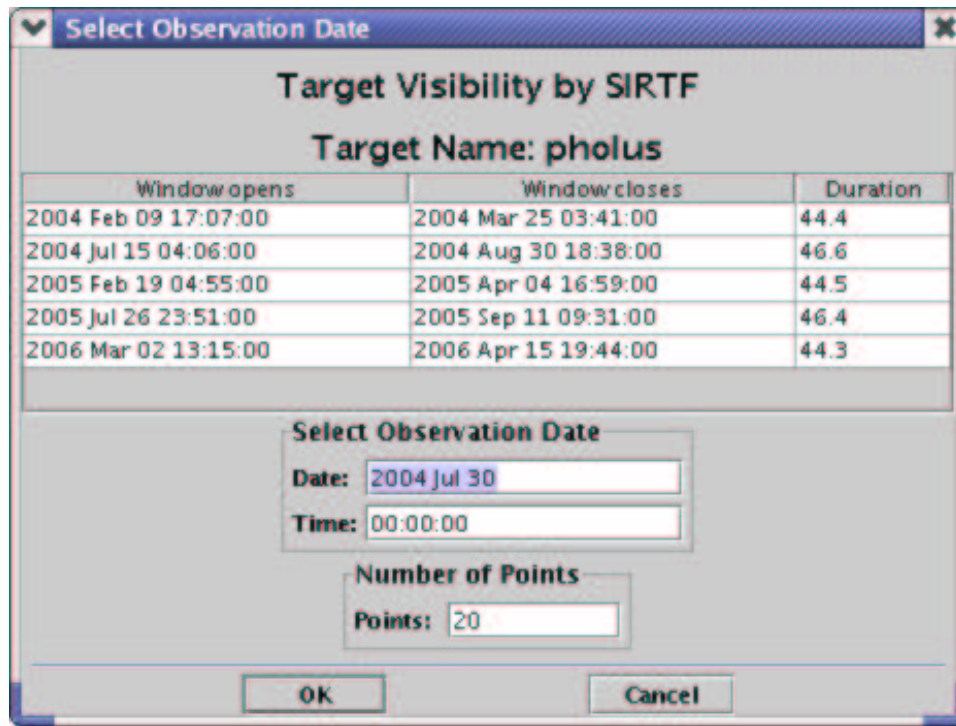 Select Observation Date
Target Visibility by SIRTF
Target Name: pholus
Window opens Window closes Duration
2004 Feb 09 17:07:00 2004 Mar 25 03:41:00 44.4
2004 Jul 15 04:06:00 2004 Aug 30 18:38:00 46.6
2005 Feb 19 04:55:00 2005 Apr 04 16:59:00 44.5
2005 Jul 26 23:51:00 2005 Sep 11 09:31:00 46.4
2006 Mar 02 13:15:00 2006 Apr 15 19:44:00 44.3
Select Observation Date
Date: 2004 Jul 30
Time: 00:00:00
Number of Points
Points: 20
OK Cancel